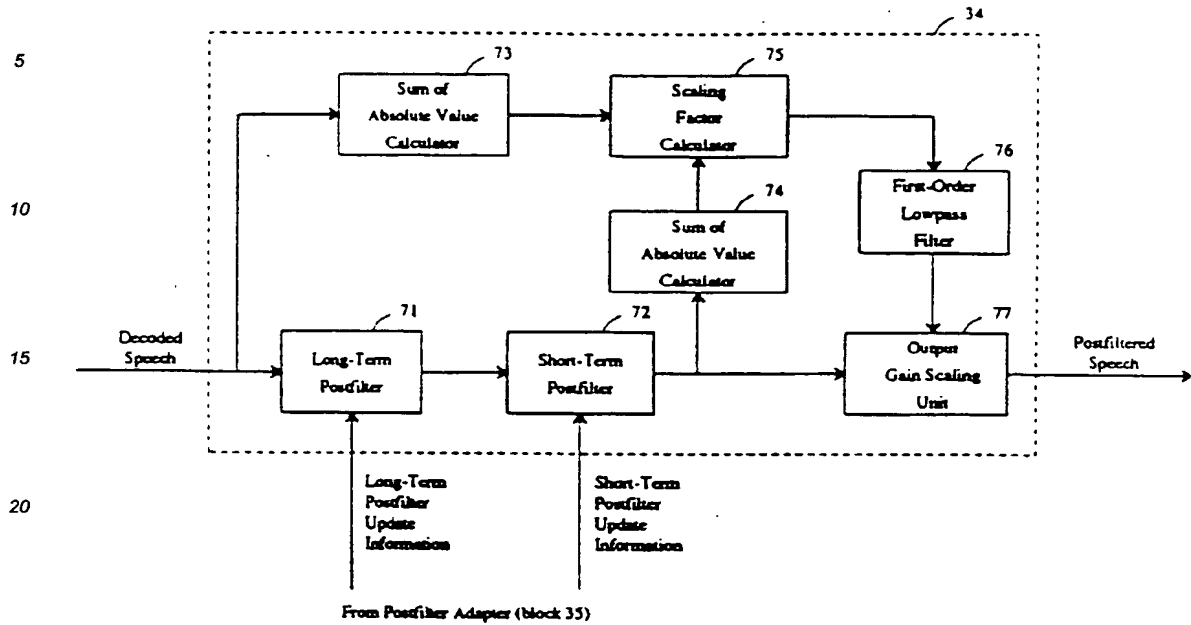 34
5
73
75
Sum of
Absolute Value
Calculator
Scaling
Factor
Calculator
76
First-Order
Lowpass
Filter
10
74
Sum of
Absolute Value
Calculator
71
72
77
Decoded
Speech
15
Long-Term
Postfilter
Short-Term
Postfilter
Output
Gain Scaling
Unit
Postfiltered
Speech
Long-Term
Postfilter
Update
Information
Short-Term
Postfilter
Update
Information
20
From Postfilter Adapter (block 35)